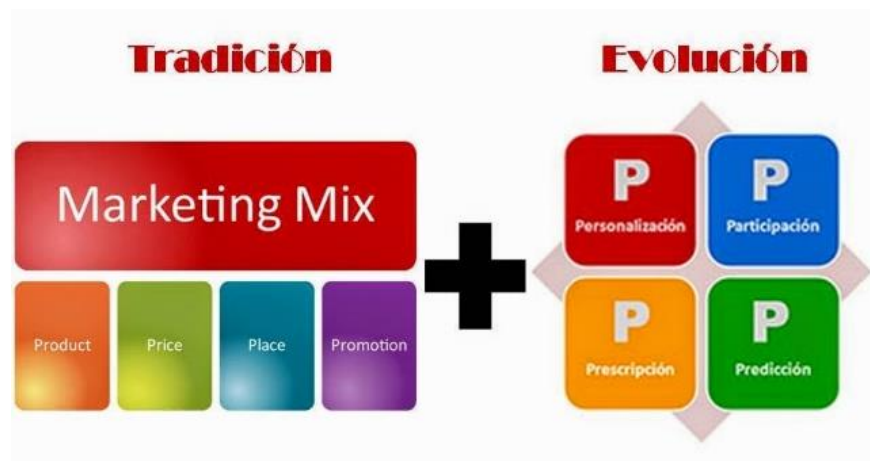 Tradición
Evolución
Marketing Mix
Product
Price
Place
Promotion
P
Personalización
P
Participación
P
Prescripción
P
Predicción